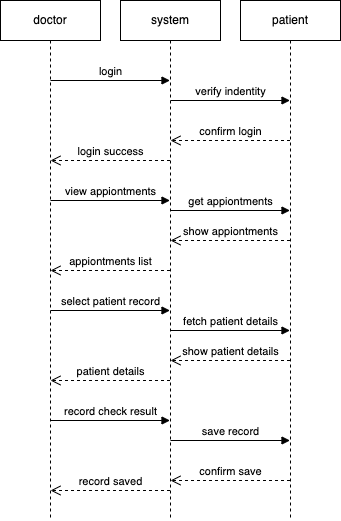 doctor
system
patient
login
verify indentity
confirm login
login success
view appiontments
get appiontments
show appiontments
appiontments list
select patient record
fetch patient details
show patient details
patient details
record check result
save record
confirm save
record saved